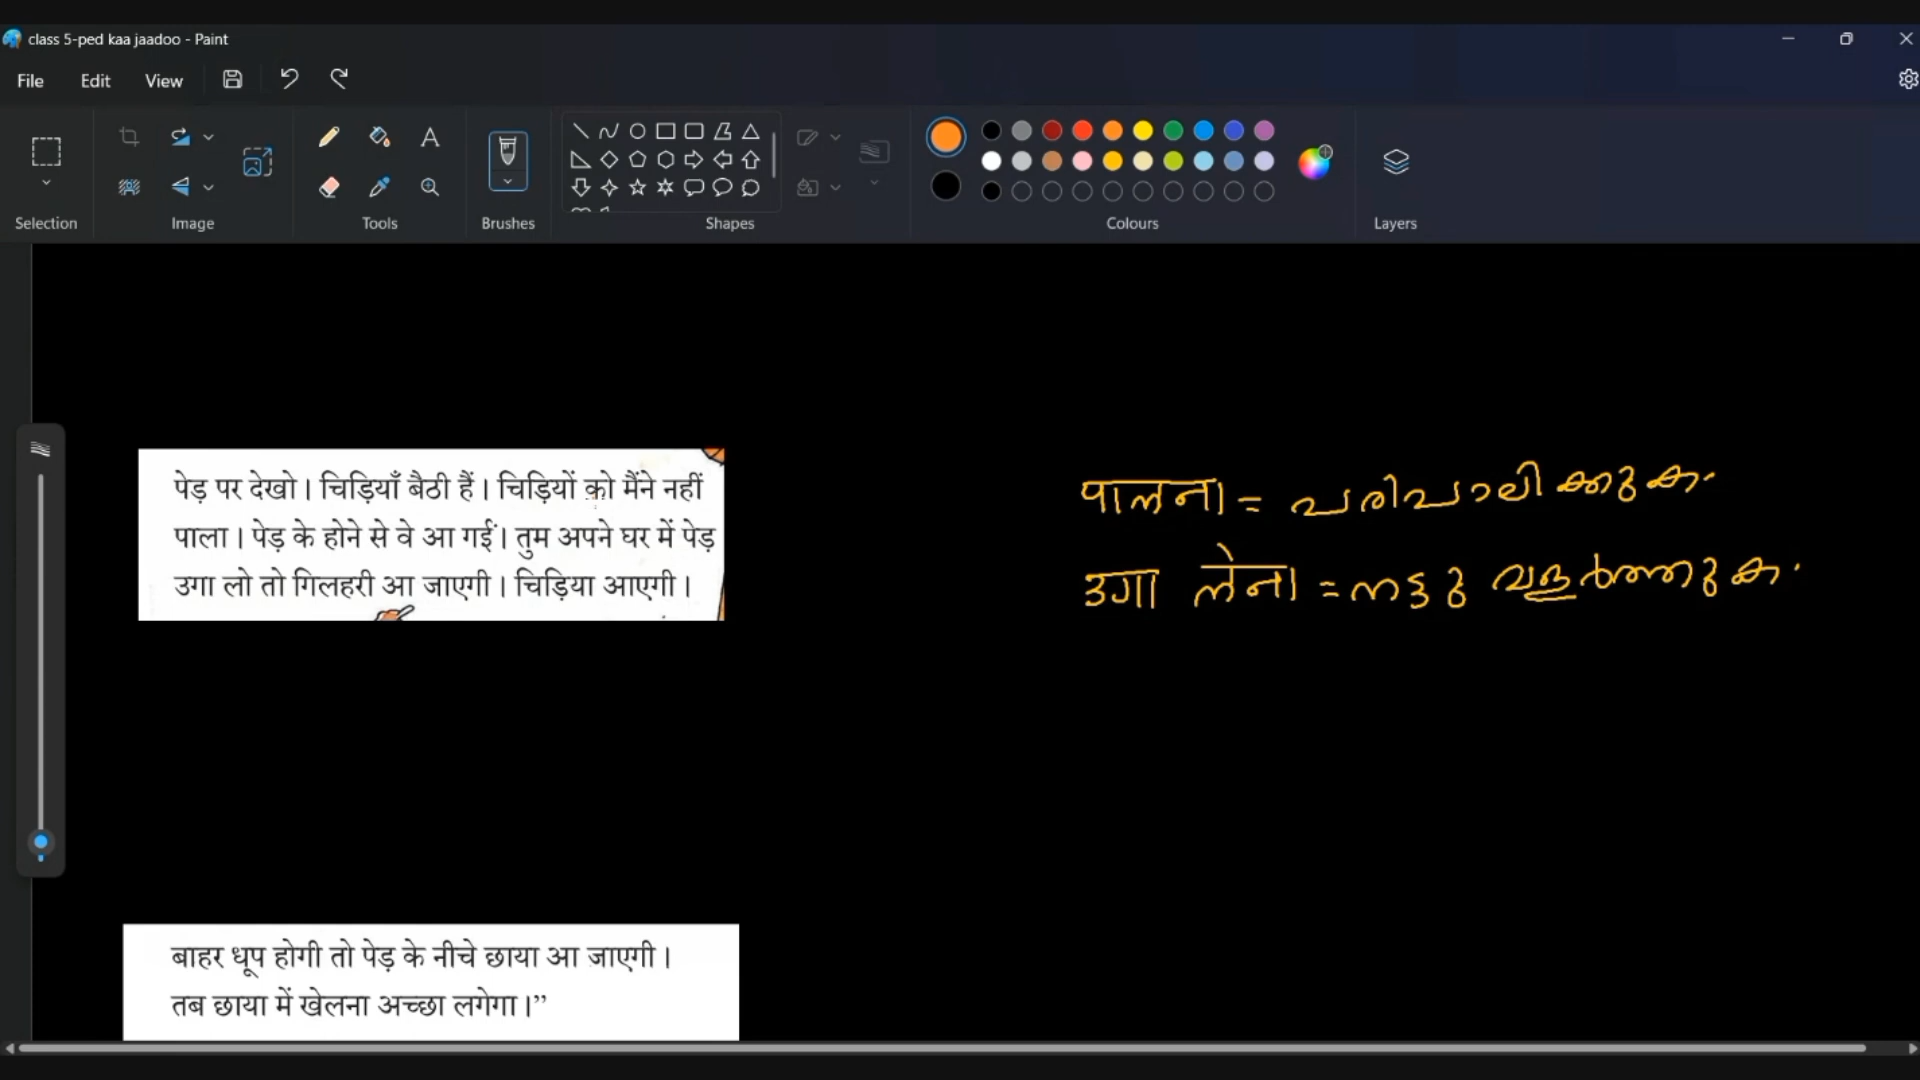 class 5-ped kaa jaadoo - Paint
File Edit View
Selection Image Tools Brushes Shapes Colours Layers
पेड़ पर देखो। चिड़ियाँ बैठी हैं। चिड़ियों को मैंने नहीं
पाला। पेड़ के होने से वे आ गईं। तुम अपने घर में पेड़
उगा लो तो गिलहरी आ जाएगी। चिड़िया आएगी।
पालना = പരിപാലിക്കുക.
उगा लेना = നട്ടു വളർത്തുക.
बाहर धूप होगी तो पेड़ के नीचे छाया आ जाएगी।
तब छाया में खेलना अच्छा लगेगा।”